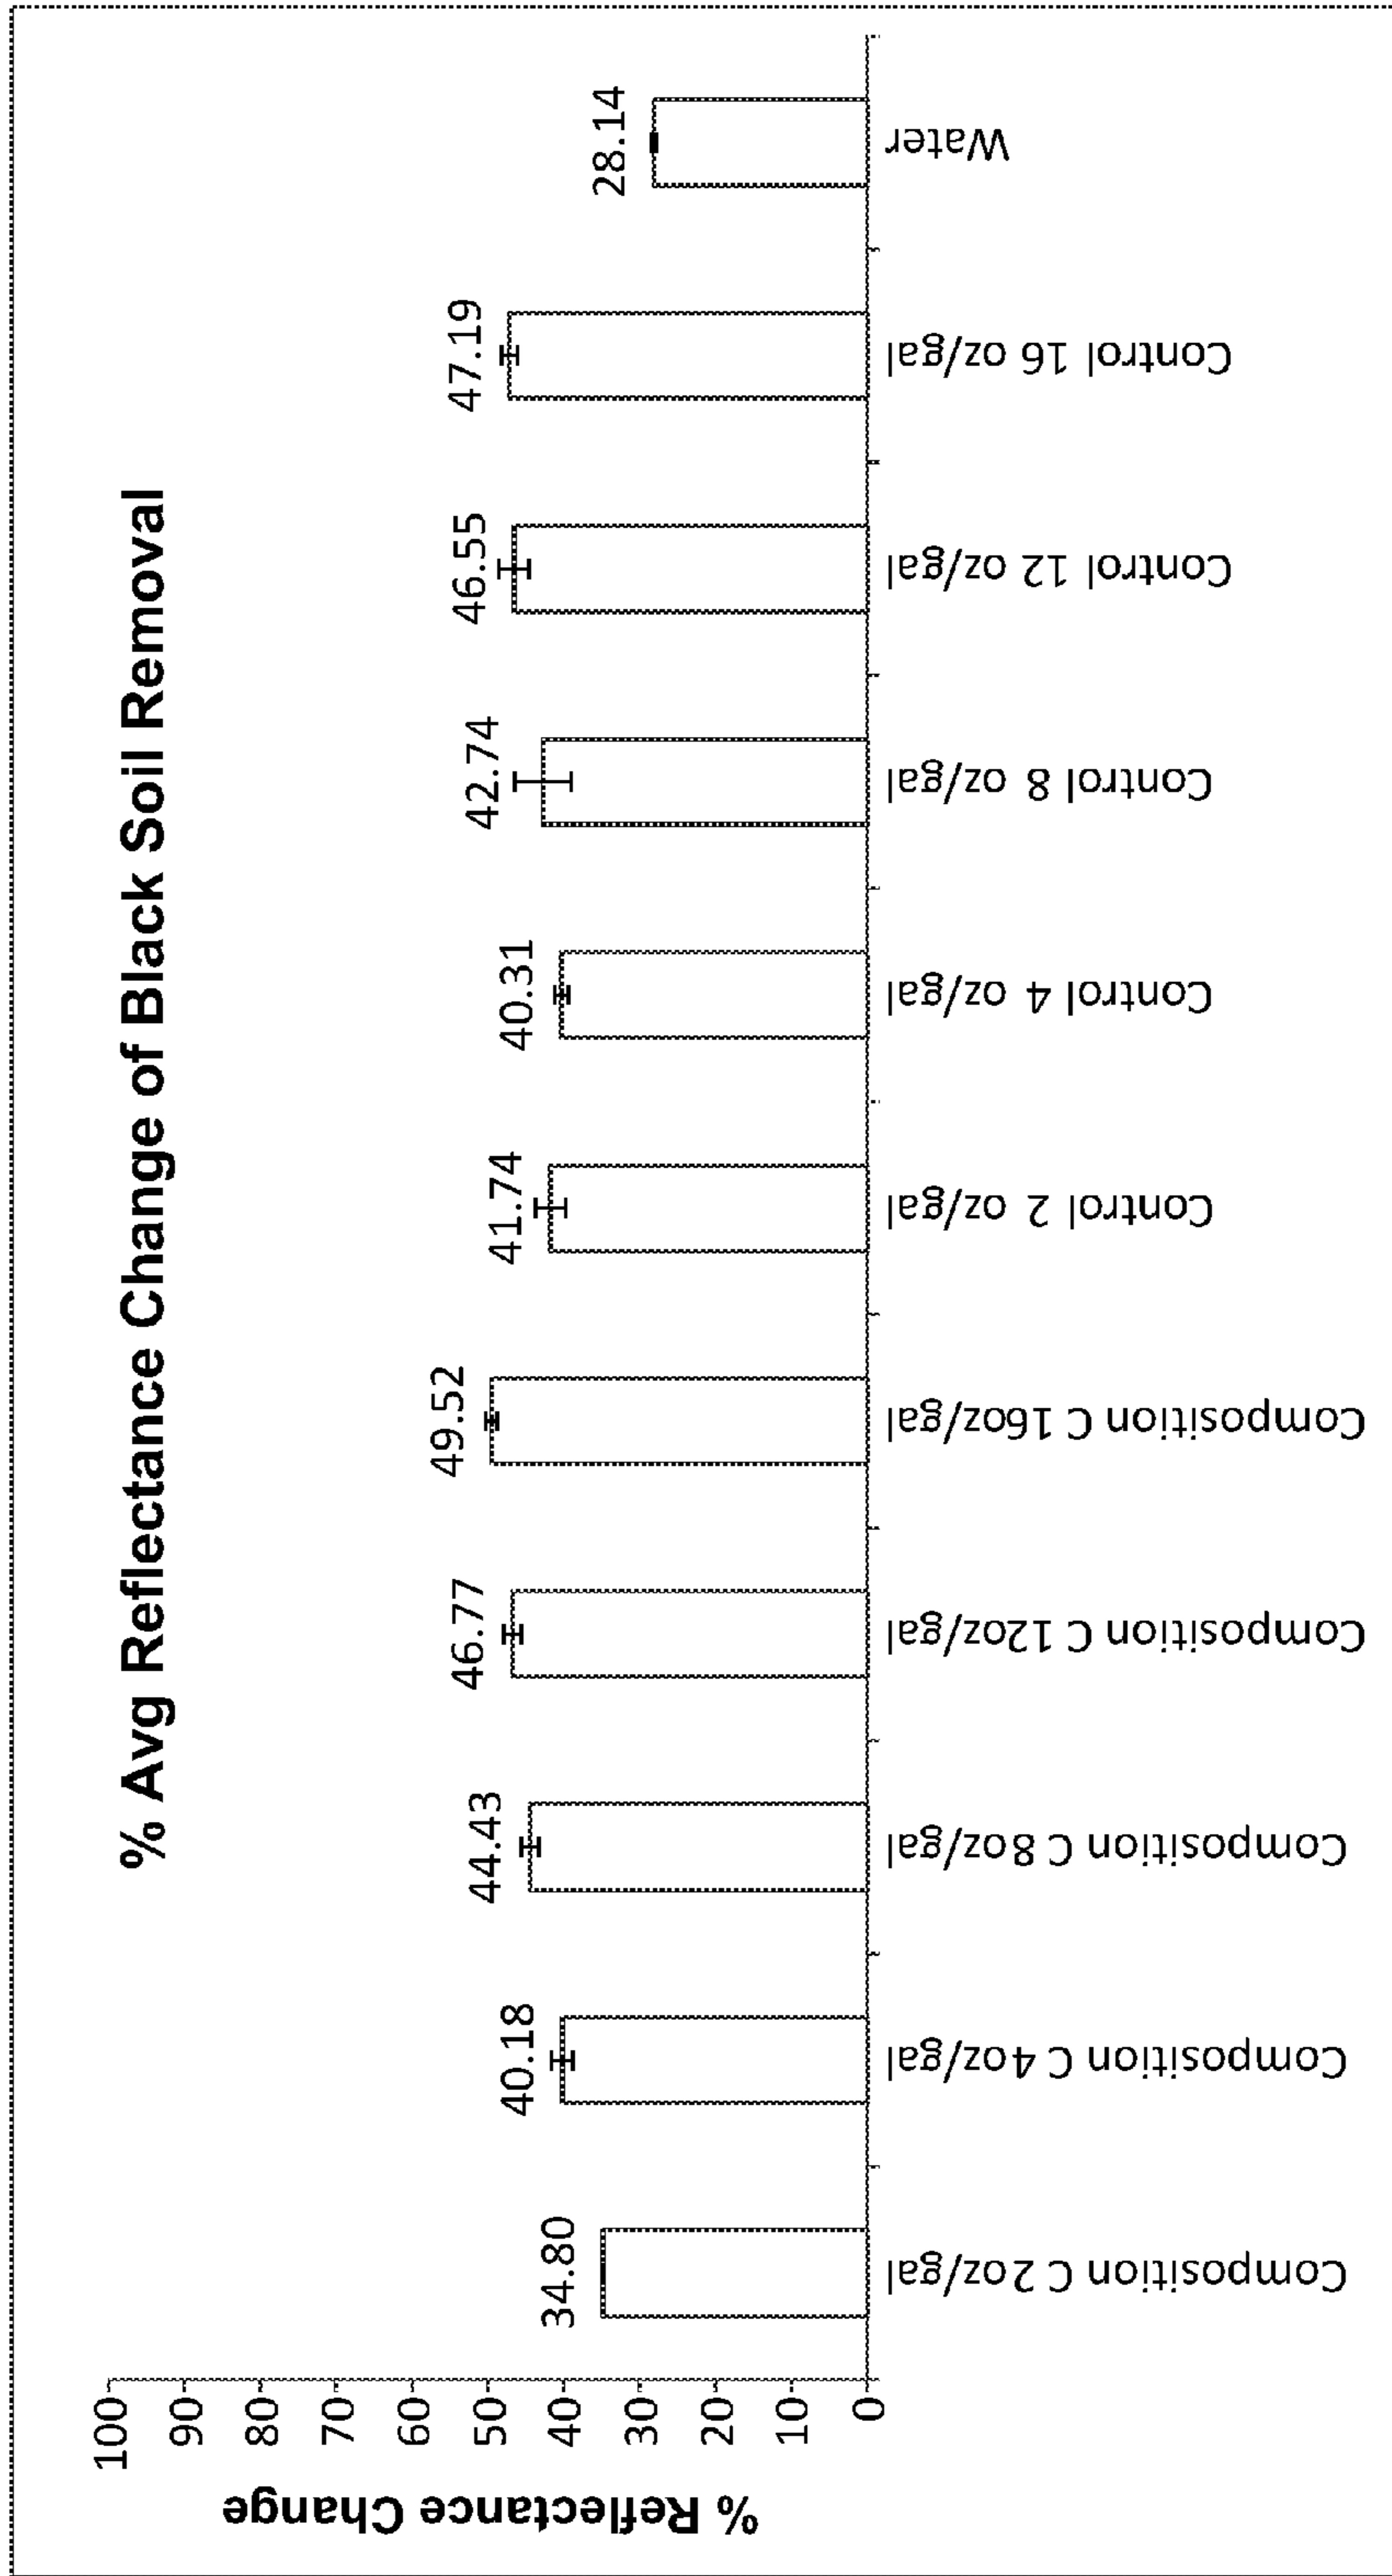 % Avg Reflectance Change of Black Soil Removal
% Reflectance Change
100
90
80
70
60
50
40
30
20
10
0
34.80
40.18
44.43
46.77
49.52
41.74
40.31
42.74
46.55
47.19
28.14
Composition C 2oz/gal
Composition C 4oz/gal
Composition C 8oz/gal
Composition C 12oz/gal
Composition C 16oz/gal
Control 2 oz/gal
Control 4 oz/gal
Control 8 oz/gal
Control 12 oz/gal
Control 16 oz/gal
Water